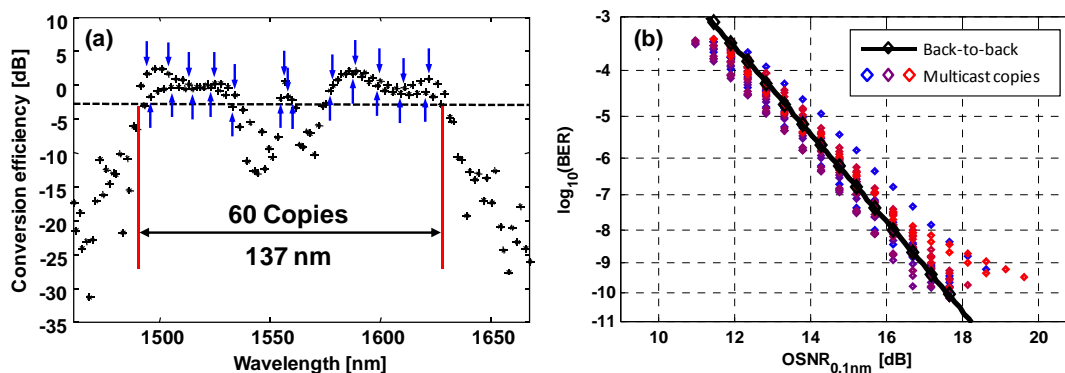 (a)
Conversion efficiency [dB]
10
5
0
-5
-10
-15
-20
-25
-30
-35
60 Copies
137 nm
1500
1550
1600
1650
Wavelength [nm]
(b)
log10(BER)
-3
-4
-5
-6
-7
-8
-9
-10
-11
Back-to-back
Multicast copies
10
12
14
16
18
20
OSNR0.1nm [dB]